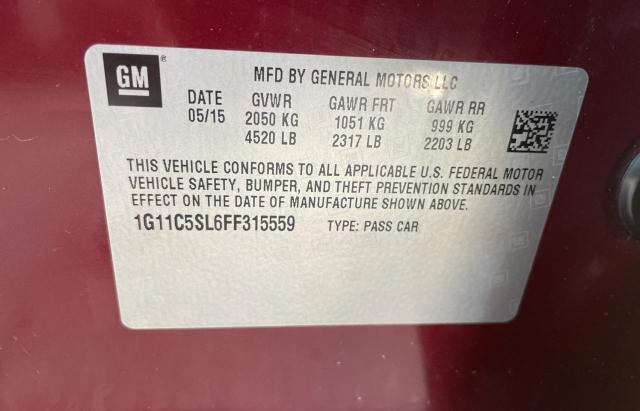 GM ®
MFD BY GENERAL MOTORS LLC
DATE GVWR GAWR FRT GAWR RR
05/15 2050 KG 1051 KG 999 KG
4520 LB 2317 LB 2203 LB
THIS VEHICLE CONFORMS TO ALL APPLICABLE U.S. FEDERAL MOTOR
VEHICLE SAFETY, BUMPER, AND THEFT PREVENTION STANDARDS IN
EFFECT ON THE DATE OF MANUFACTURE SHOWN ABOVE.
1G11C5SL6FF315559 TYPE: PASS CAR